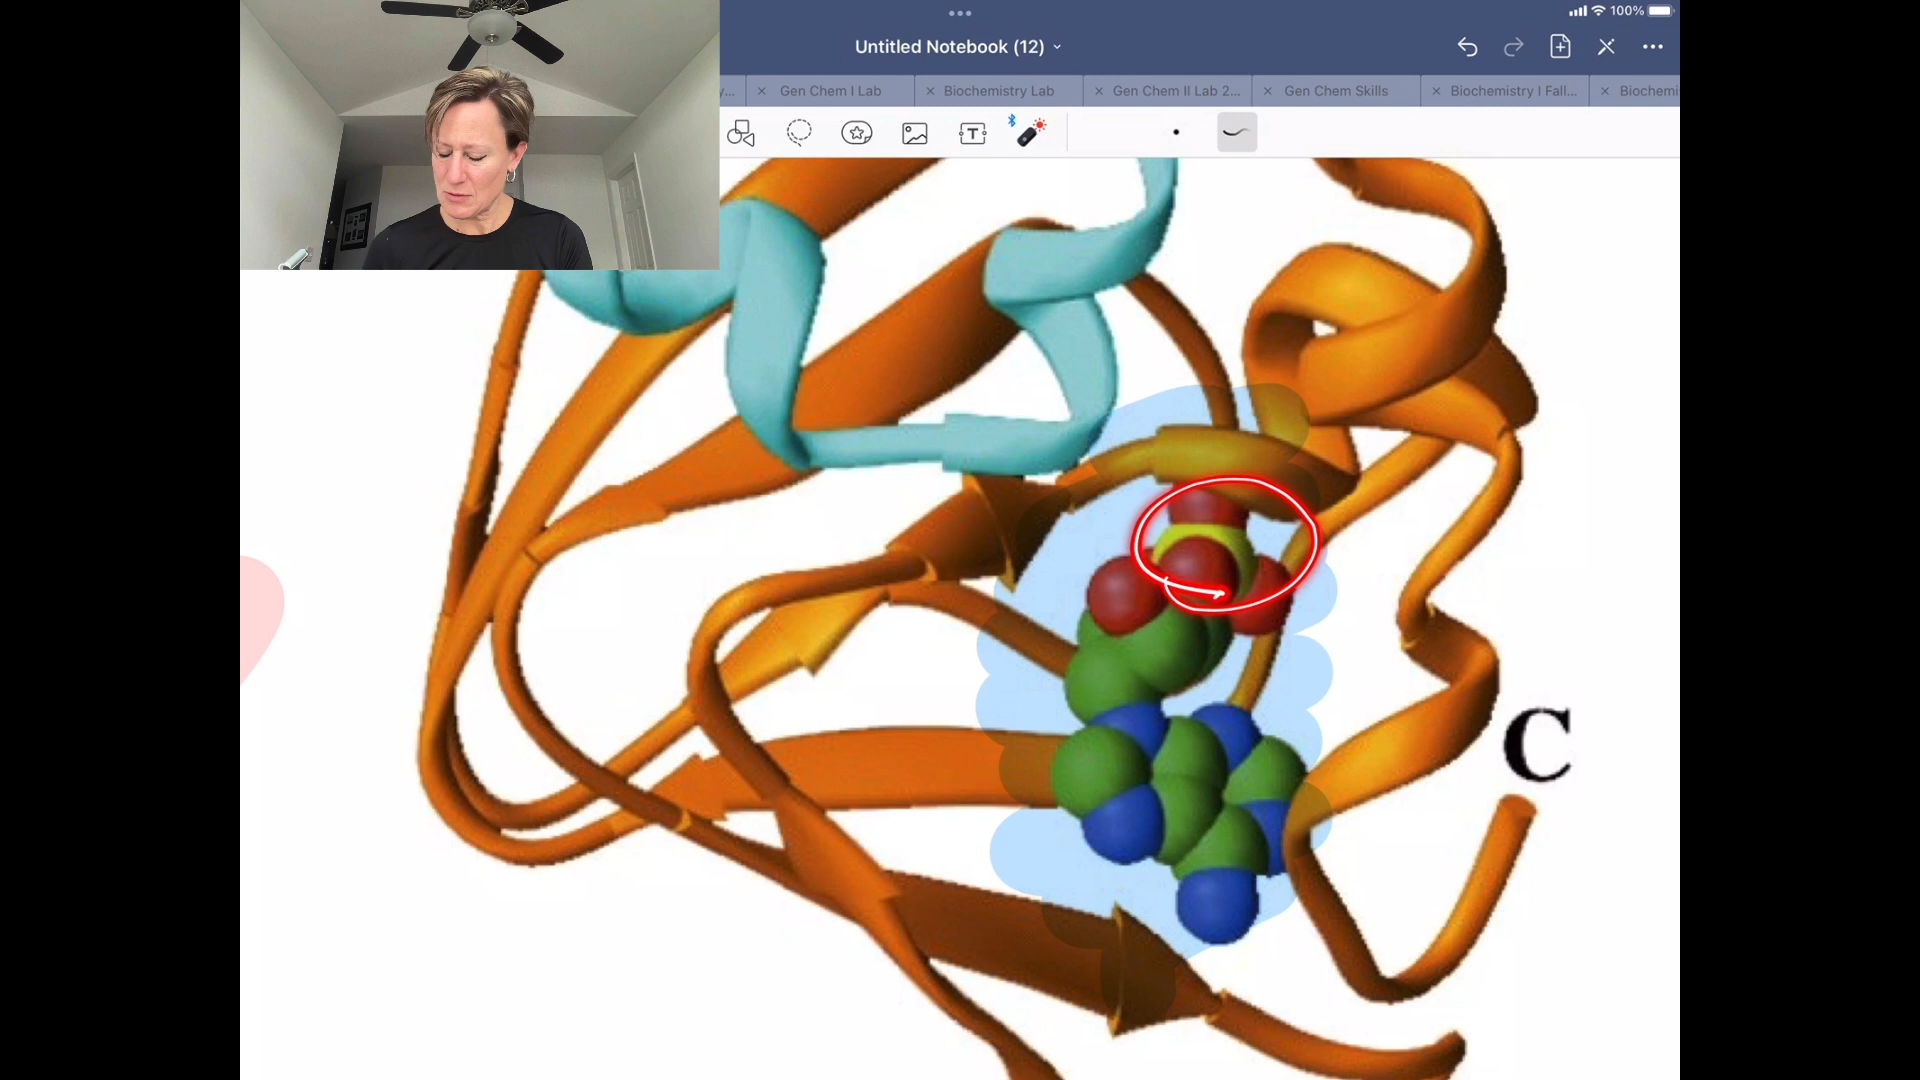 100%
Untitled Notebook (12)
y... Gen Chem I Lab Biochemistry Lab Gen Chem II Lab 2... Gen Chem Skills Biochemistry I Fall... Biochemi
T
C